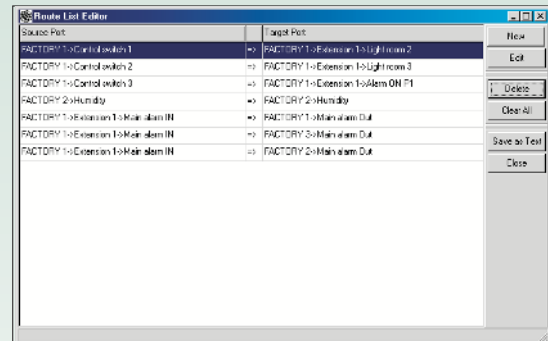 Route List Editor
Source Port Target Port
FACTORY 1->Control switch 1 => FACTORY 1->Extension 1->Light room 2
FACTORY 1->Control switch 2 => FACTORY 1->Extension 1->Light room 3
FACTORY 1->Control switch 3 => FACTORY 1->Extension 1->Alarm ON P1
FACTORY 2->Humidity => FACTORY 2->Humidity
FACTORY 1->Extension 1->Main alarm IN => FACTORY 1->Main alarm Out
FACTORY 1->Extension 1->Main alarm IN => FACTORY 3->Main alarm Out
FACTORY 1->Extension 1->Main alarm IN => FACTORY 2->Main alarm Out
New
Edit
Delete
Clear All
Save as Text
Close